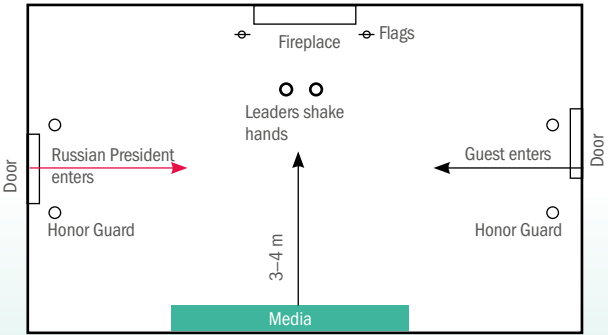 Flags
Fireplace
Leaders shake
hands
Door
Russian President
enters
Guest enters
Door
Honor Guard
Honor Guard
3–4 m
Media